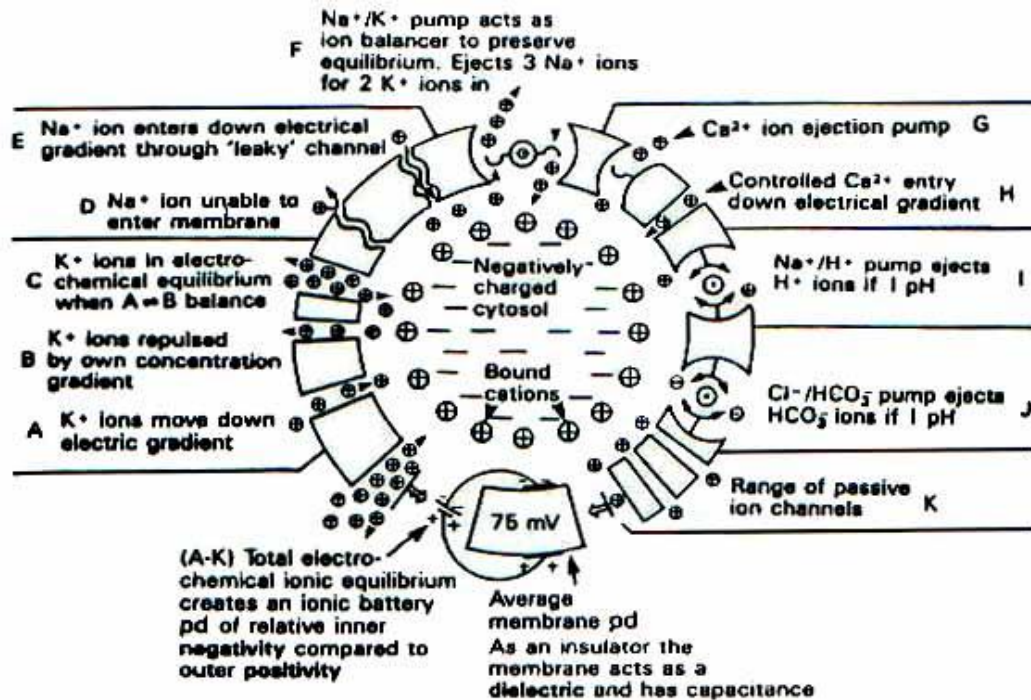 F
Na⁺/K⁺ pump acts as
ion balancer to preserve
equilibrium. Ejects 3 Na⁺ ions
for 2 K⁺ ions in
E
Na⁺ ion enters down electrical
gradient through 'leaky' channel
D
Na⁺ ion unable to
enter membrane
C
K⁺ ions in electro-
chemical equilibrium
when A⇌B balance
B
K⁺ ions repulsed
by own concentration
gradient
A
K⁺ ions move down
electric gradient
Ca²⁺ ion ejection pump
G
Controlled Ca²⁺ entry
down electrical gradient
H
Na⁺/H⁺ pump ejects
H⁺ ions if I pH
I
Cl⁻/HCO₃⁻ pump ejects
HCO₃⁻ ions if I pH
J
Range of passive
ion channels
K
Negatively-
charged
cytosol
Bound
cations
75 mV
(A-K) Total electro-
chemical ionic equilibrium
creates an ionic battery
pd of relative inner
negativity compared to
outer positivity
Average
membrane pd
As an insulator the
membrane acts as a
dielectric and has capacitance